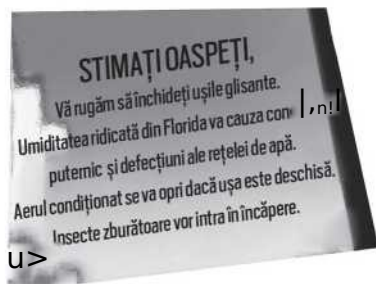 STIMAȚI OASPEȚI,
Vă rugăm să închideți ușile glisante.
Umiditatea ridicată din Florida va cauza
puternic și defecțiuni ale rețelei de apă.
Aerul condiționat se va opri dacă ușa este deschisă.
Insecte zburătoare vor intra în încăpere.
u>